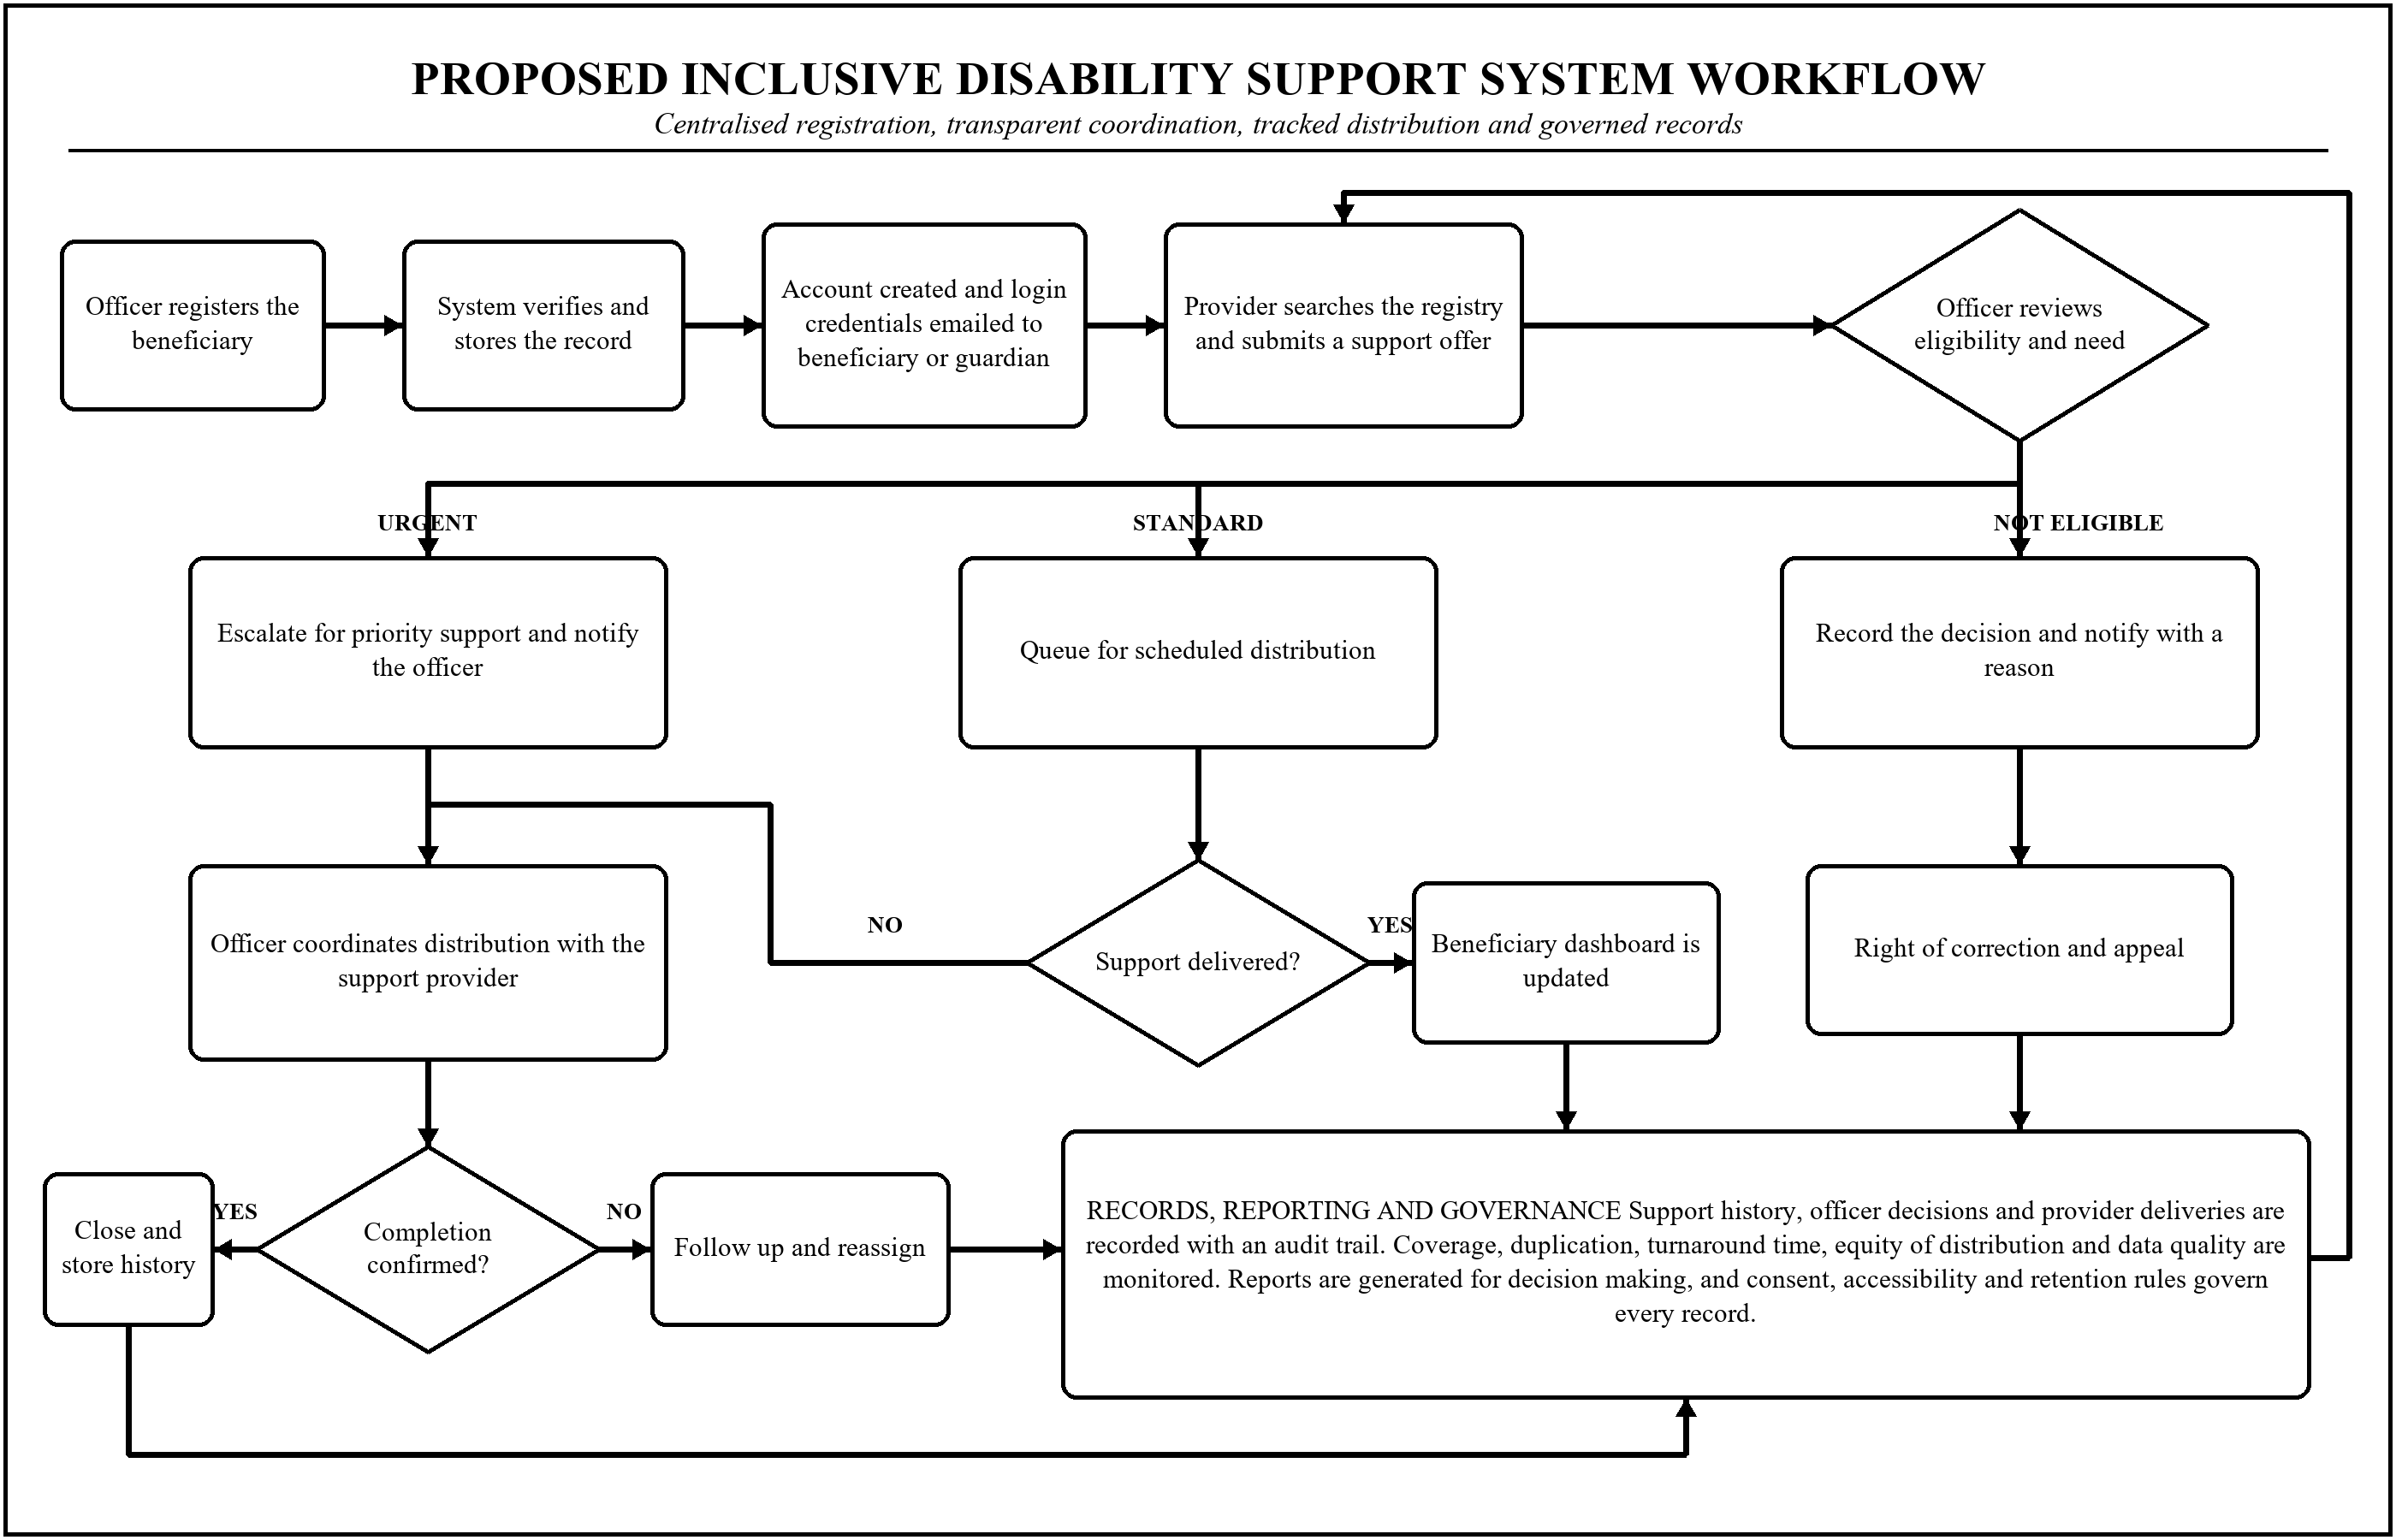 PROPOSED INCLUSIVE DISABILITY SUPPORT SYSTEM WORKFLOW
Centralised registration, transparent coordination, tracked distribution and governed records
Officer registers the
beneficiary
System verifies and
stores the record
Account created and login
credentials emailed to
beneficiary or guardian
Provider searches the registry
and submits a support offer
Officer reviews
eligibility and need
URGENT
STANDARD
NOT ELIGIBLE
Escalate for priority support and notify
the officer
Queue for scheduled distribution
Record the decision and notify with a
reason
Officer coordinates distribution with the
support provider
NO
Support delivered?
YES
Beneficiary dashboard is
updated
Right of correction and appeal
Close and
store history
YES
Completion
confirmed?
NO
Follow up and reassign
RECORDS, REPORTING AND GOVERNANCE Support history, officer decisions and provider deliveries are
recorded with an audit trail. Coverage, duplication, turnaround time, equity of distribution and data quality are
monitored. Reports are generated for decision making, and consent, accessibility and retention rules govern
every record.